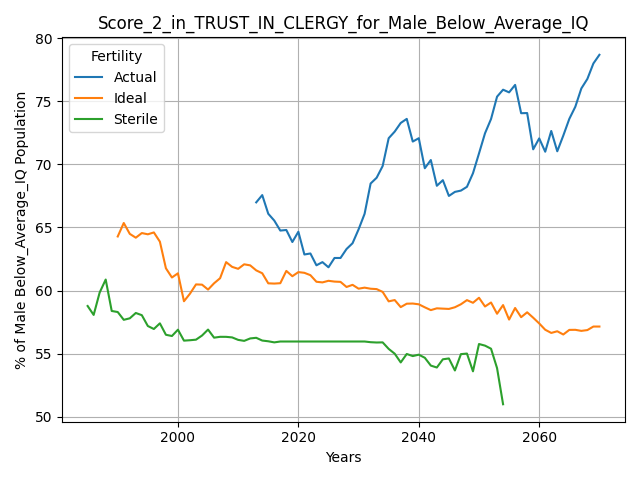 Score_2_in_TRUST_IN_CLERGY_for_Male_Below_Average_IQ
% of Male Below_Average_IQ Population
80
75
70
65
60
55
50
Fertility
Actual
Ideal
Sterile
2000
2020
2040
2060
Years